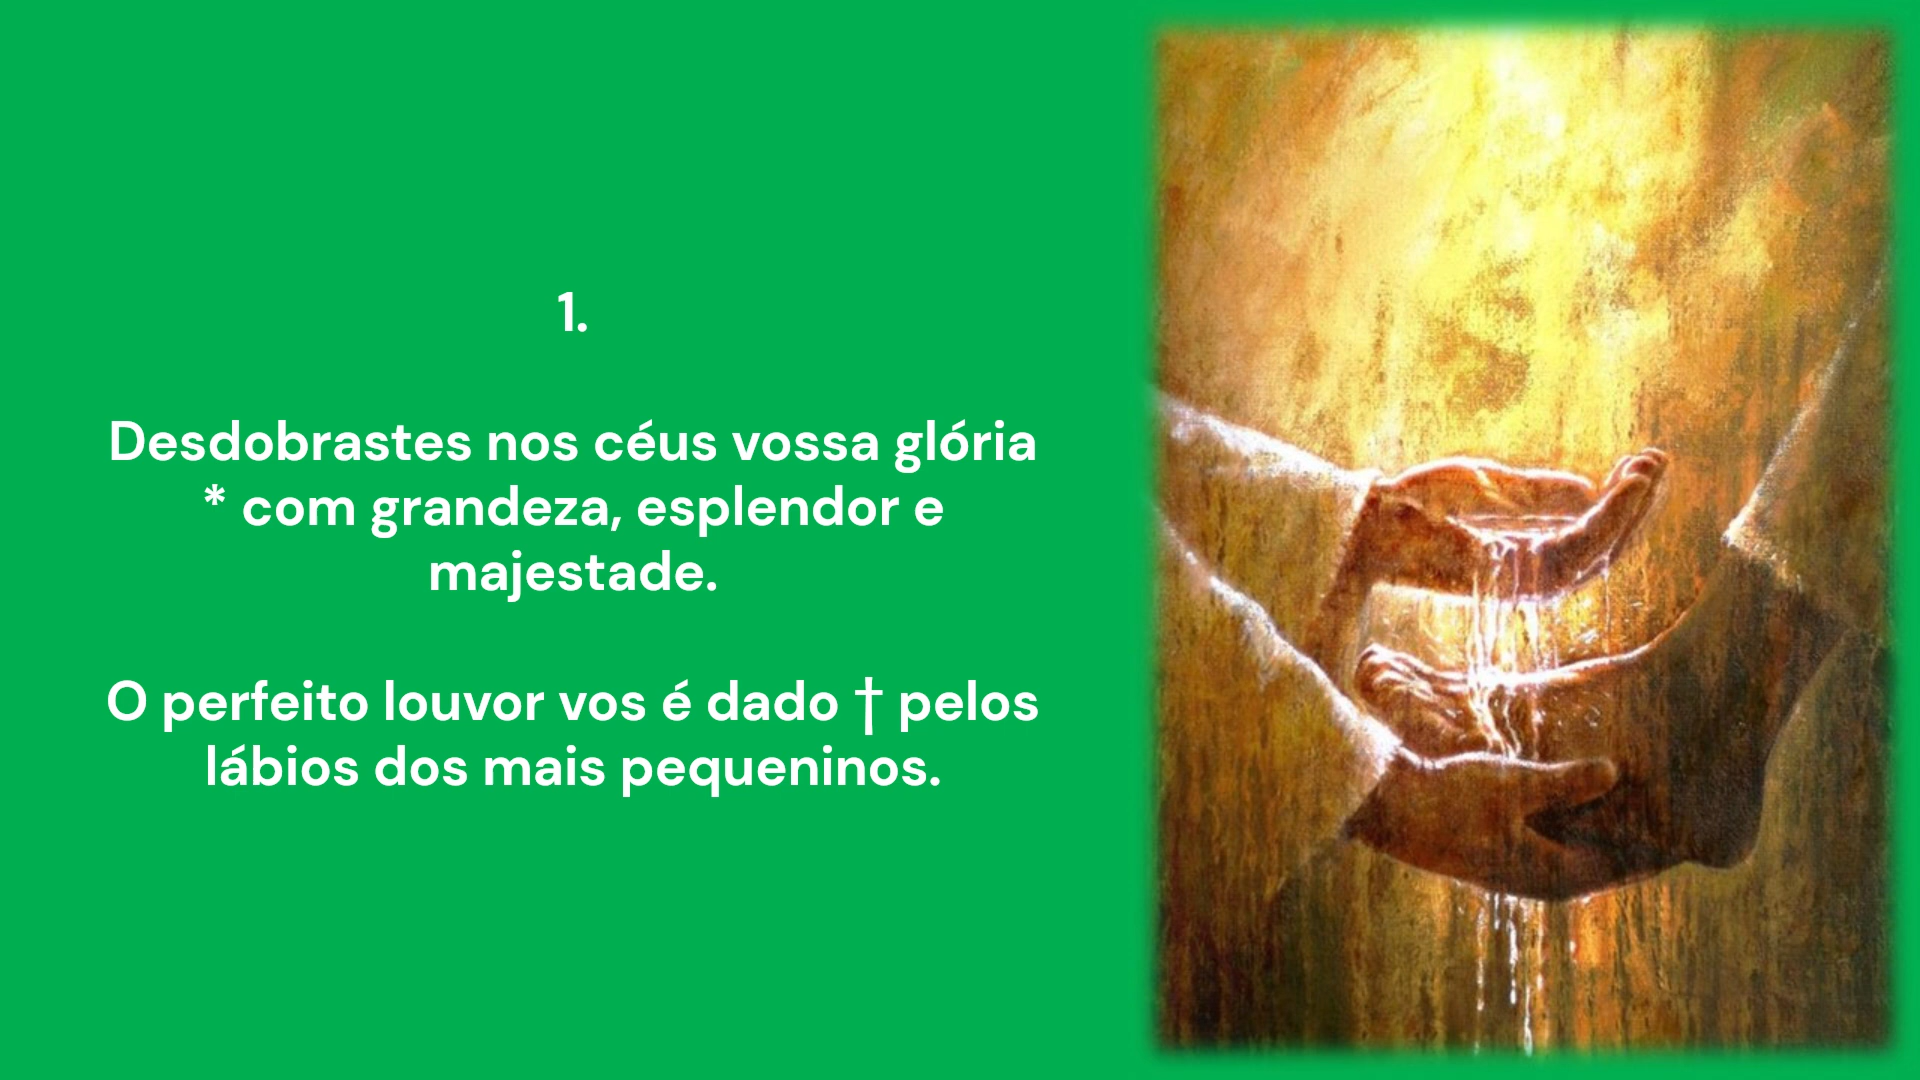 1.
Desdobrastes nos céus vossa glória
* com grandeza, esplendor e
majestade.
O perfeito louvor vos é dado † pelos
lábios dos mais pequeninos.